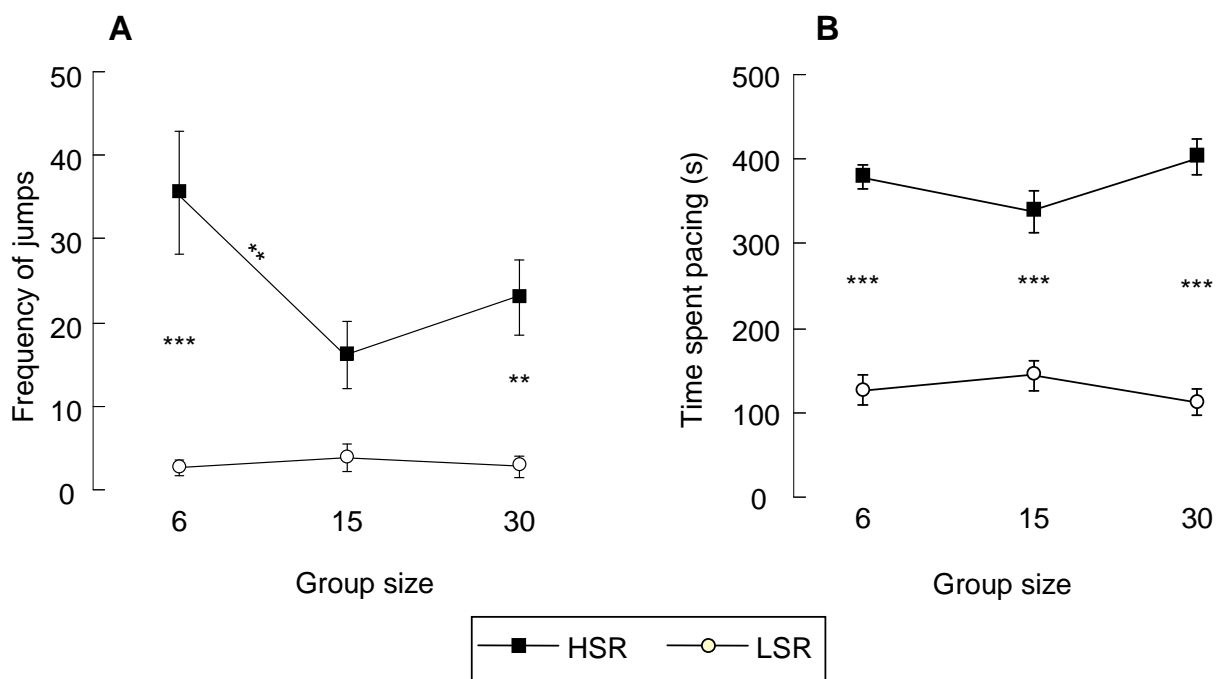 A
50
40
30
20
10
0
Frequency of jumps
**
***
**
6 15 30
Group size
B
500
400
300
200
100
0
Time spent pacing (s)
*** *** ***
6 15 30
Group size
HSR LSR